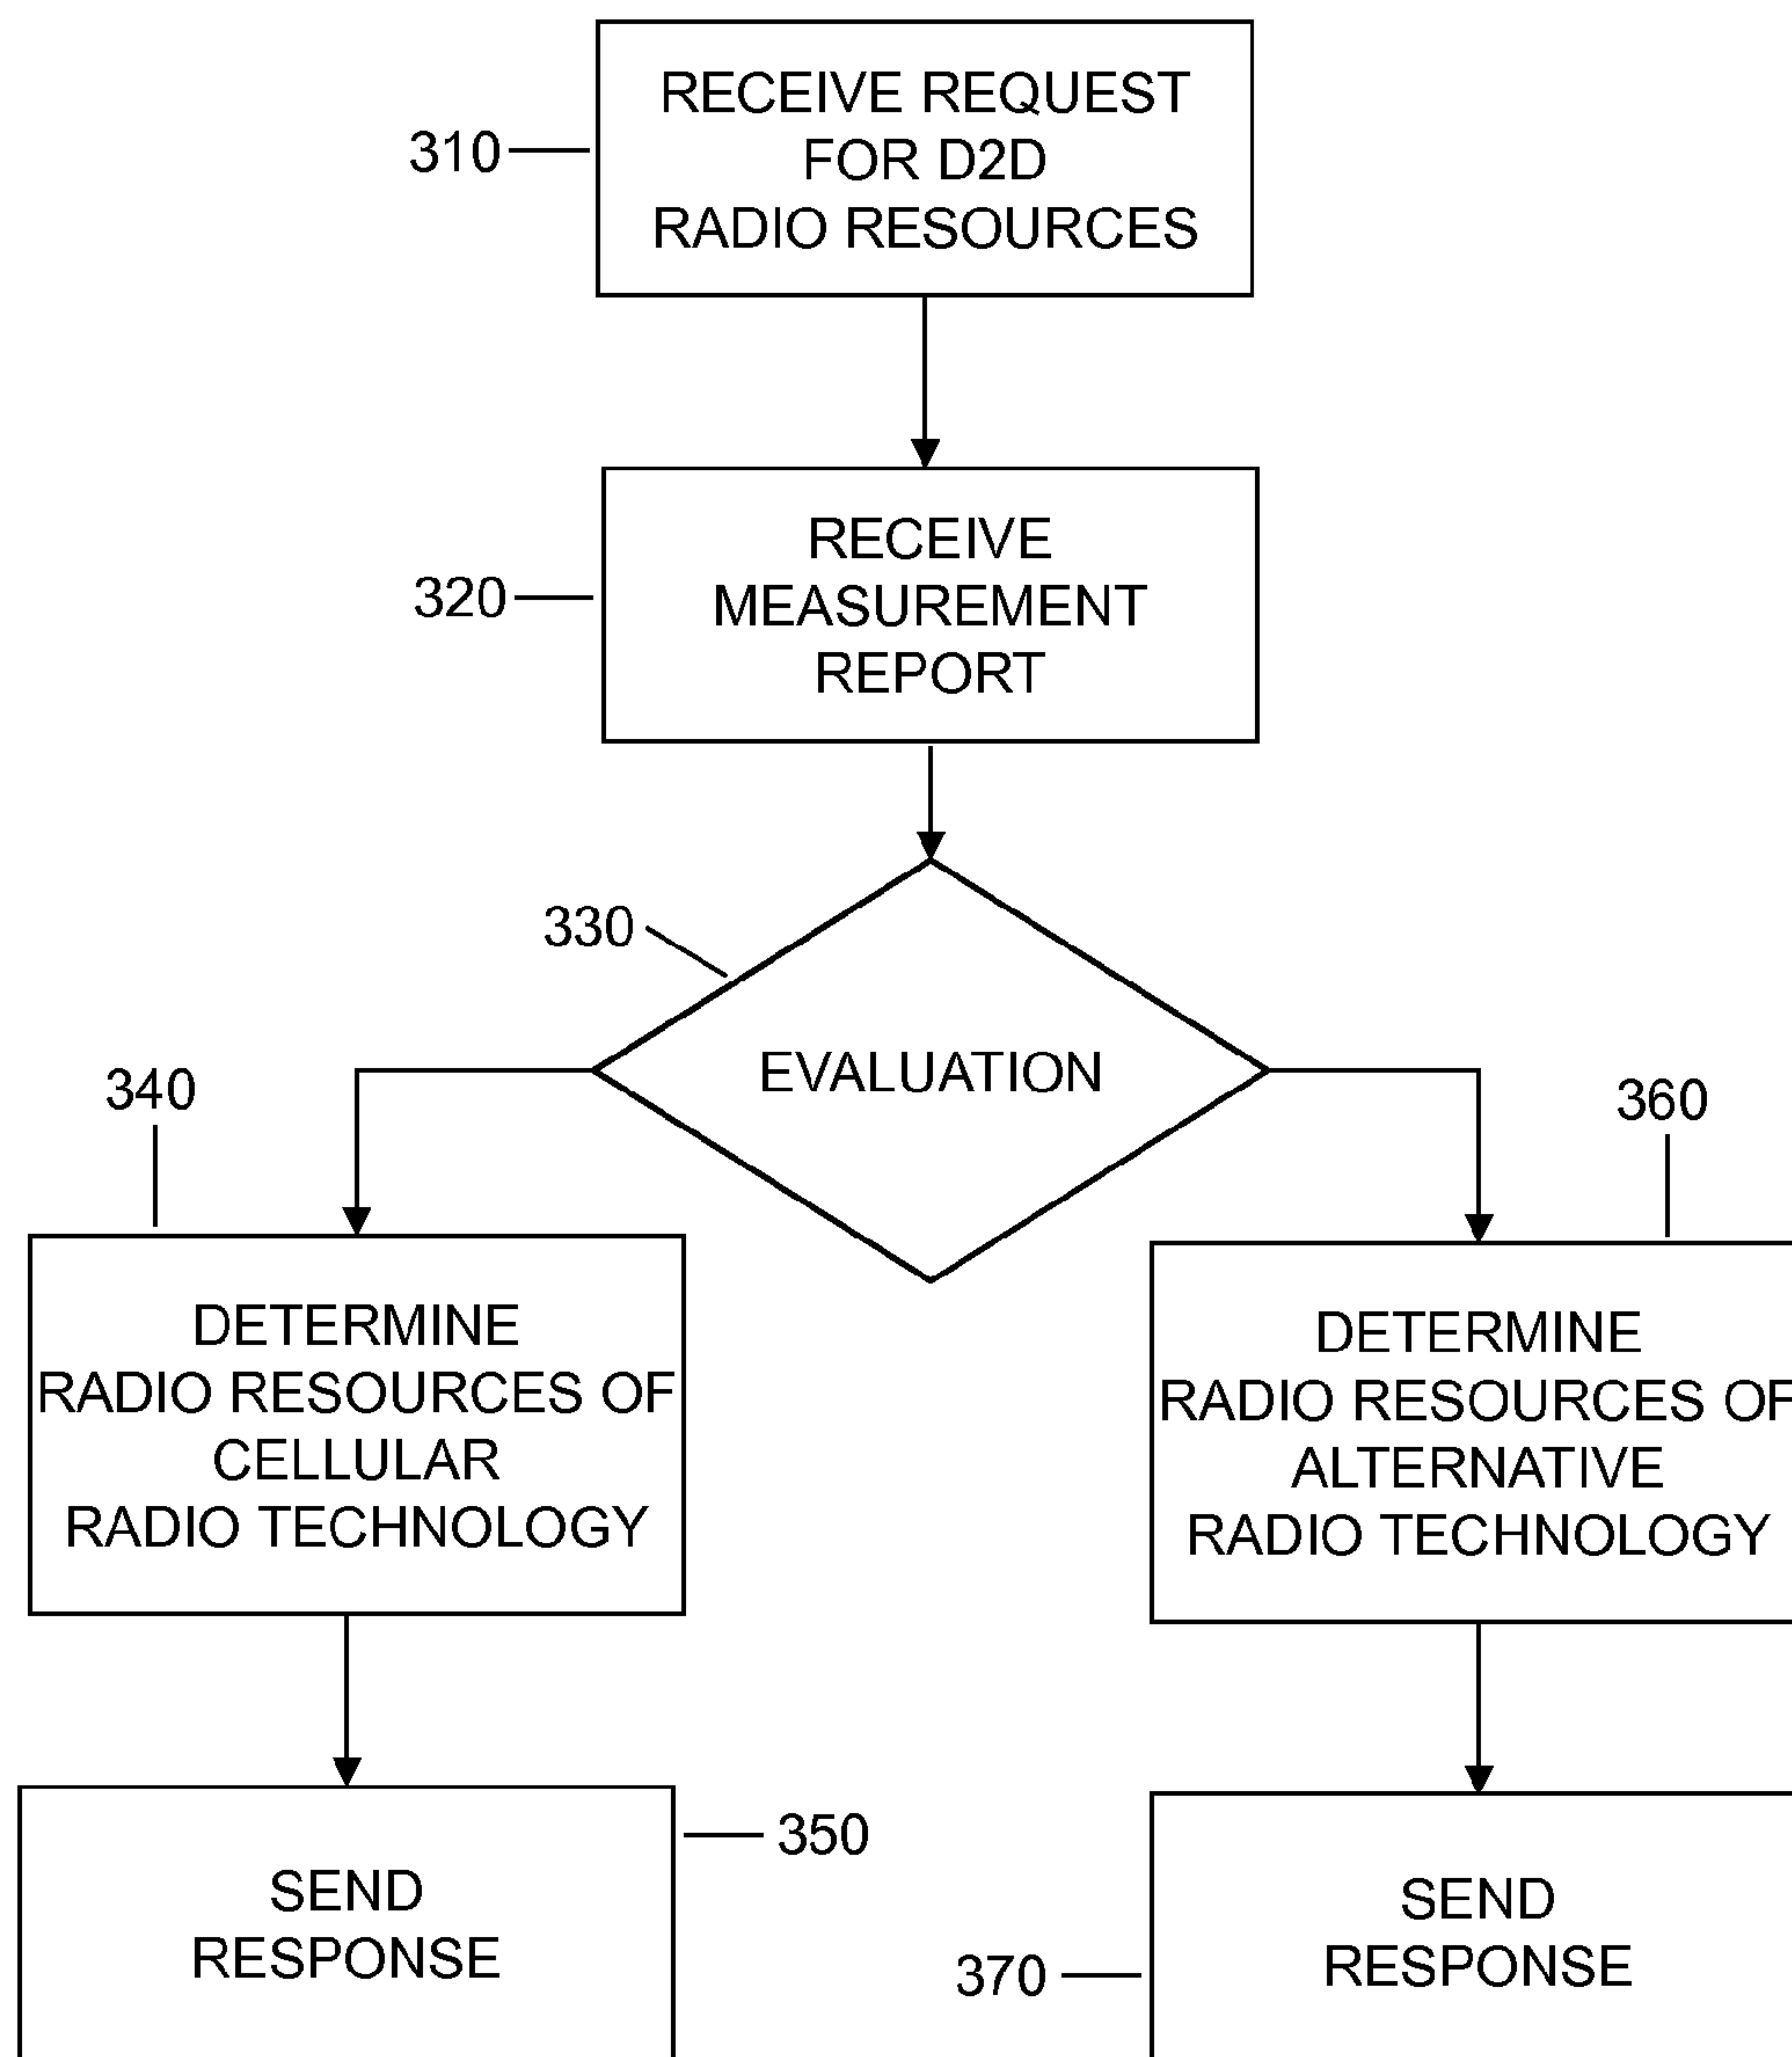 RECEIVE REQUEST
FOR D2D
RADIO RESOURCES
310
RECEIVE
MEASUREMENT
REPORT
320
330
EVALUATION
340
360
DETERMINE
RADIO RESOURCES OF
CELLULAR
RADIO TECHNOLOGY
DETERMINE
RADIO RESOURCES OF
ALTERNATIVE
RADIO TECHNOLOGY
350
SEND
RESPONSE
SEND
RESPONSE
370